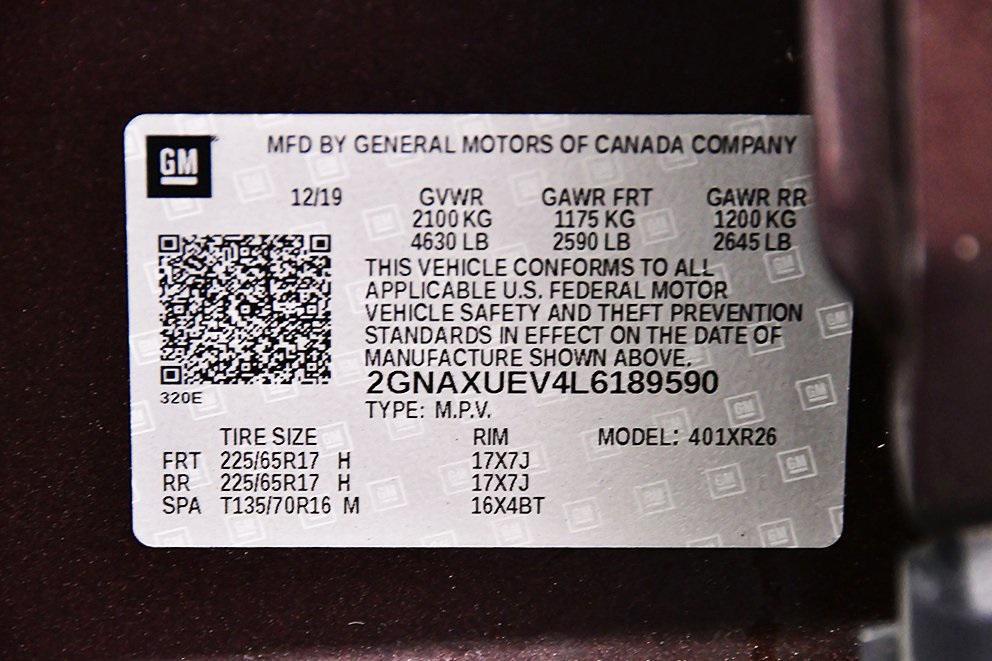 GM
MFD BY GENERAL MOTORS OF CANADA COMPANY
12/19 GVWR GAWR FRT GAWR RR
2100 KG 1175 KG 1200 KG
4630 LB 2590 LB 2645 LB
THIS VEHICLE CONFORMS TO ALL
APPLICABLE U.S. FEDERAL MOTOR
VEHICLE SAFETY AND THEFT PREVENTION
STANDARDS IN EFFECT ON THE DATE OF
MANUFACTURE SHOWN ABOVE.
2GNAXUEV4L6189590
320E
TYPE: M.P.V.
TIRE SIZE RIM MODEL: 401XR26
FRT 225/65R17 H 17X7J
RR 225/65R17 H 17X7J
SPA T135/70R16 M 16X4BT